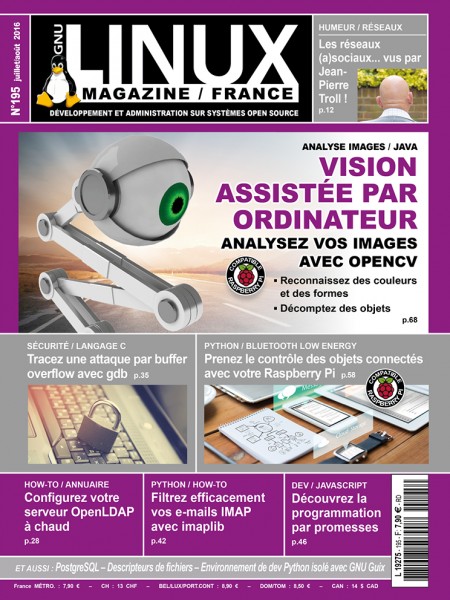 N°195 juillet/août 2016
GNU
LINUX
MAGAZINE / FRANCE
DÉVELOPPEMENT ET ADMINISTRATION SUR SYSTÈMES OPEN SOURCE
HUMEUR / RÉSEAUX
Les réseaux
(a)sociaux... vus par
Jean-
Pierre
Troll !
p.12
ANALYSE IMAGES / JAVA
VISION
ASSISTÉE PAR
ORDINATEUR
ANALYSEZ VOS IMAGES
AVEC OPENCV
COMPATIBLE
RASPBERRY PI
• Reconnaissez des couleurs
et des formes
• Décomptez des objets
p.68
SÉCURITÉ / LANGAGE C
Tracez une attaque par buffer
overflow avec gdb p.35
PYTHON / BLUETOOTH LOW ENERGY
Prenez le contrôle des objets connectés
avec votre Raspberry Pi p.58
COMPATIBLE
RASPBERRY PI
HOW-TO / ANNUAIRE
Configurez votre
serveur OpenLDAP
à chaud
p.28
PYTHON / HOW-TO
Filtrez efficacement
vos e-mails IMAP
avec imaplib
p.42
DEV / JAVASCRIPT
Découvrez la
programmation
par promesses
p.46
L 19275 - 195 - F: 7,90 € - RD
ET AUSSI : PostgreSQL – Descripteurs de fichiers – Environnement de dev Python isolé avec GNU Guix
France MÉTRO. : 7,90 € – CH : 13 CHF – BEL/LUX/PORT.CONT : 8,90 € – DOM/TOM : 8,50 € – CAN : 14 $ CAD